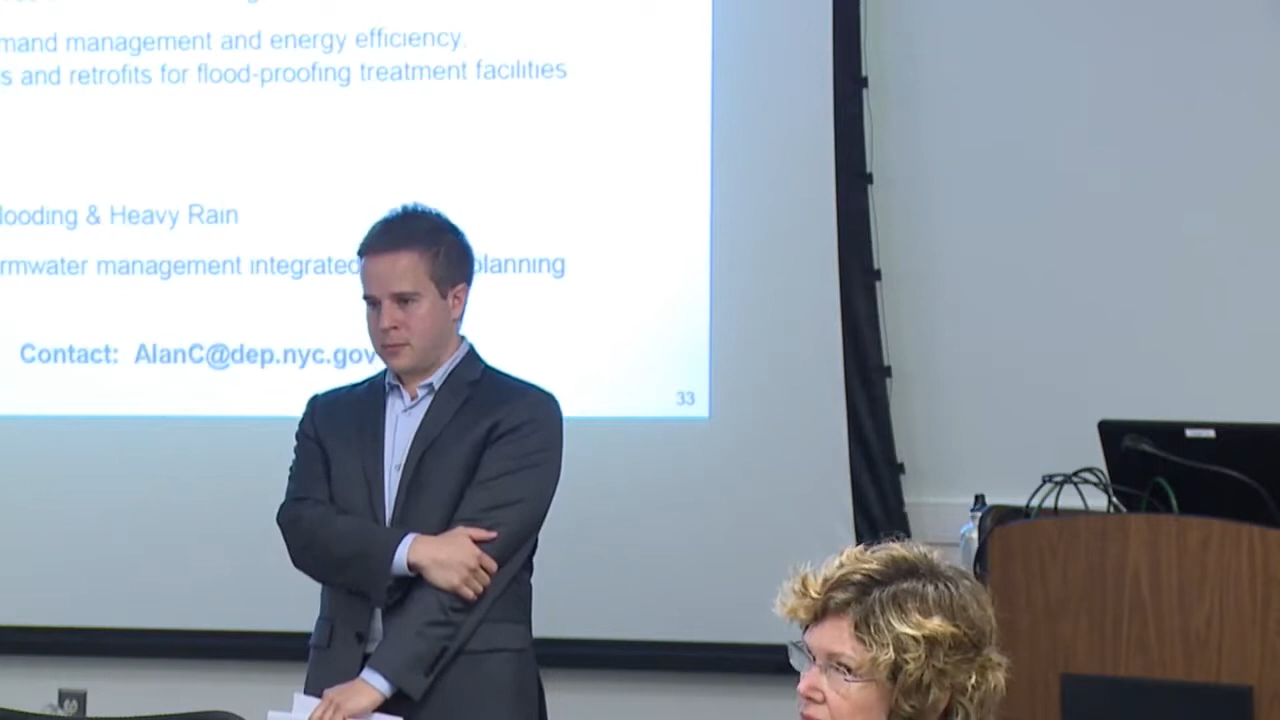 mand management and energy efficiency,
s and retrofits for flood-proofing treatment facilities
looding & Heavy Rain
rmwater management integrated planning
Contact: AlanC@dep.nyc.gov
33